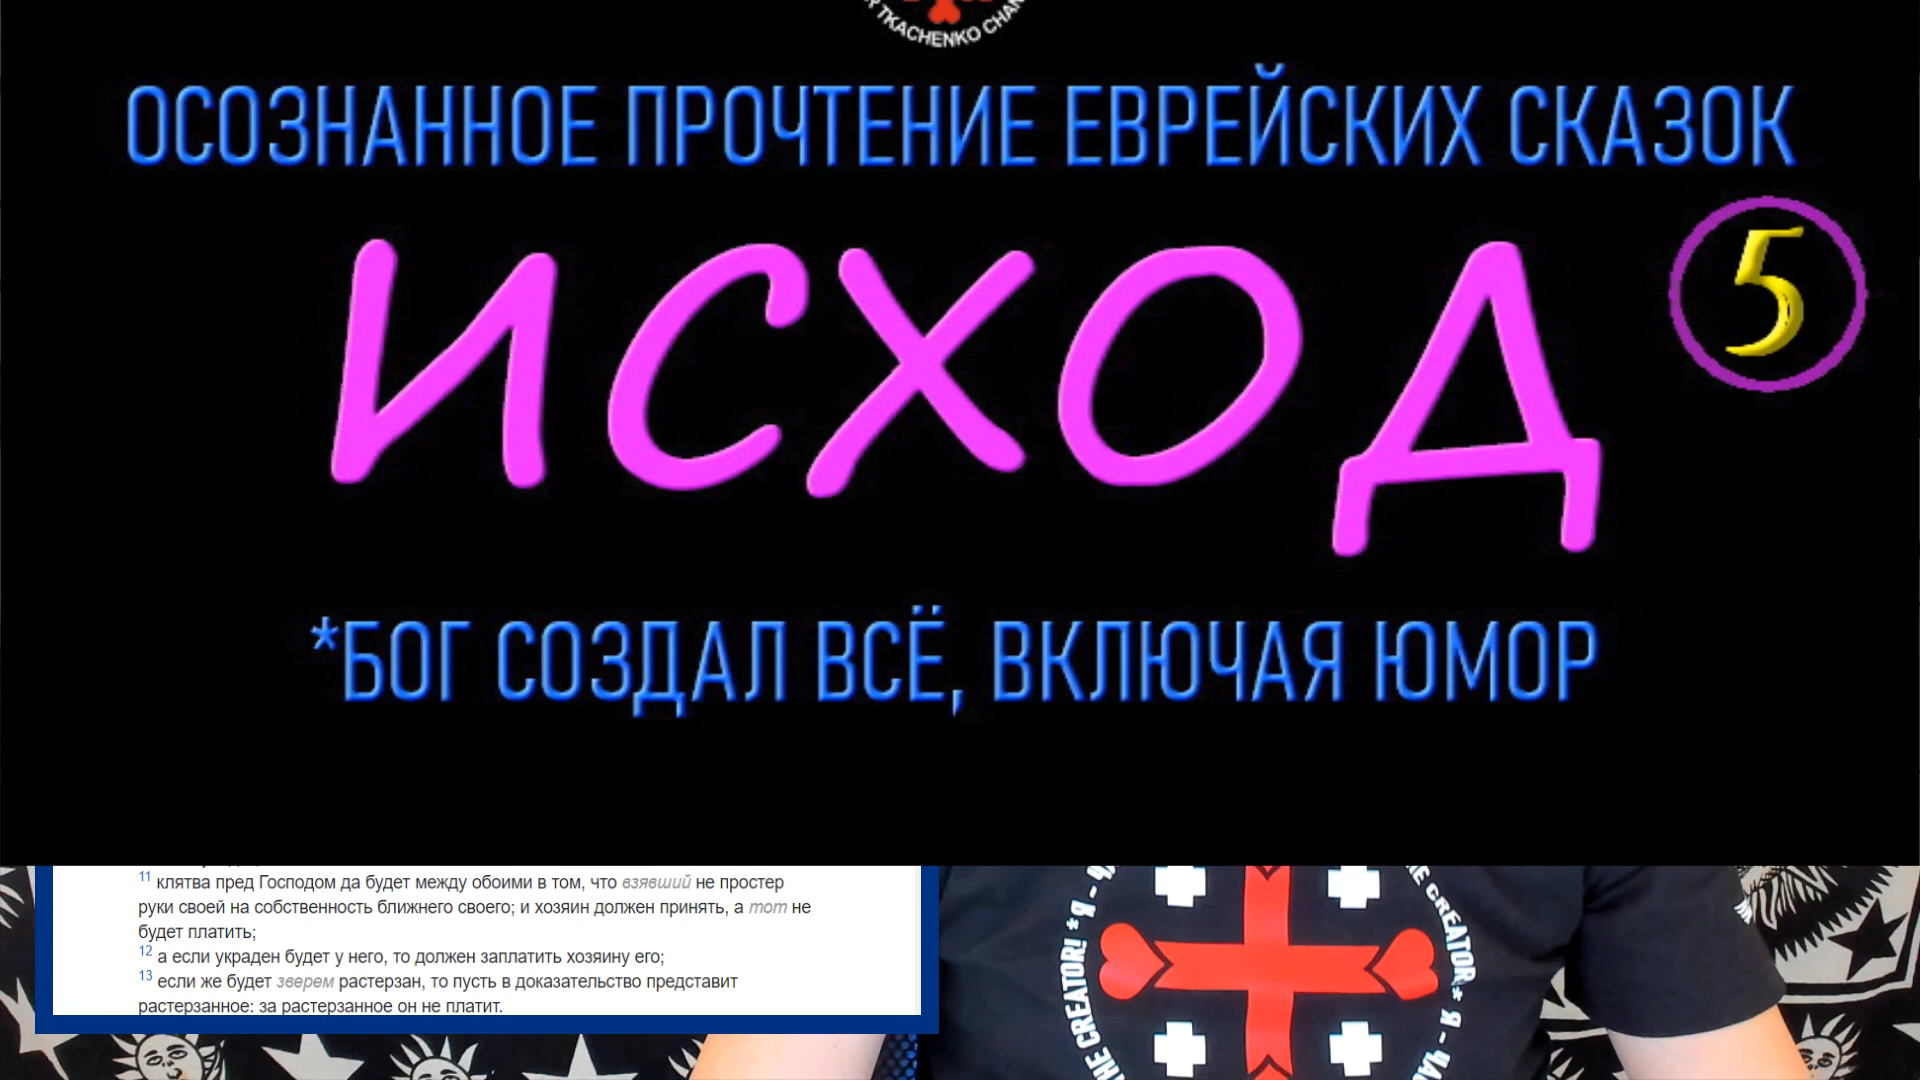 TKACHENKO
ОСОЗНАННОЕ ПРОЧТЕНИЕ ЕВРЕЙСКИХ СКАЗОК
ИСХОД
5
*БОГ СОЗДАЛ ВСЁ, ВКЛЮЧАЯ ЮМОР
11 клятва пред Господом да будет между обоими в том, что взявший не простер
руки своей на собственность ближнего своего; и хозяин должен принять, а тот не
будет платить;
12 а если украден будет у него, то должен заплатить хозяину его;
13 если же будет зверем растерзан, то пусть в доказательство представит
растерзанное: за растерзанное он не платит.
THE CREATOR! * Я -
CREATOR * Я -